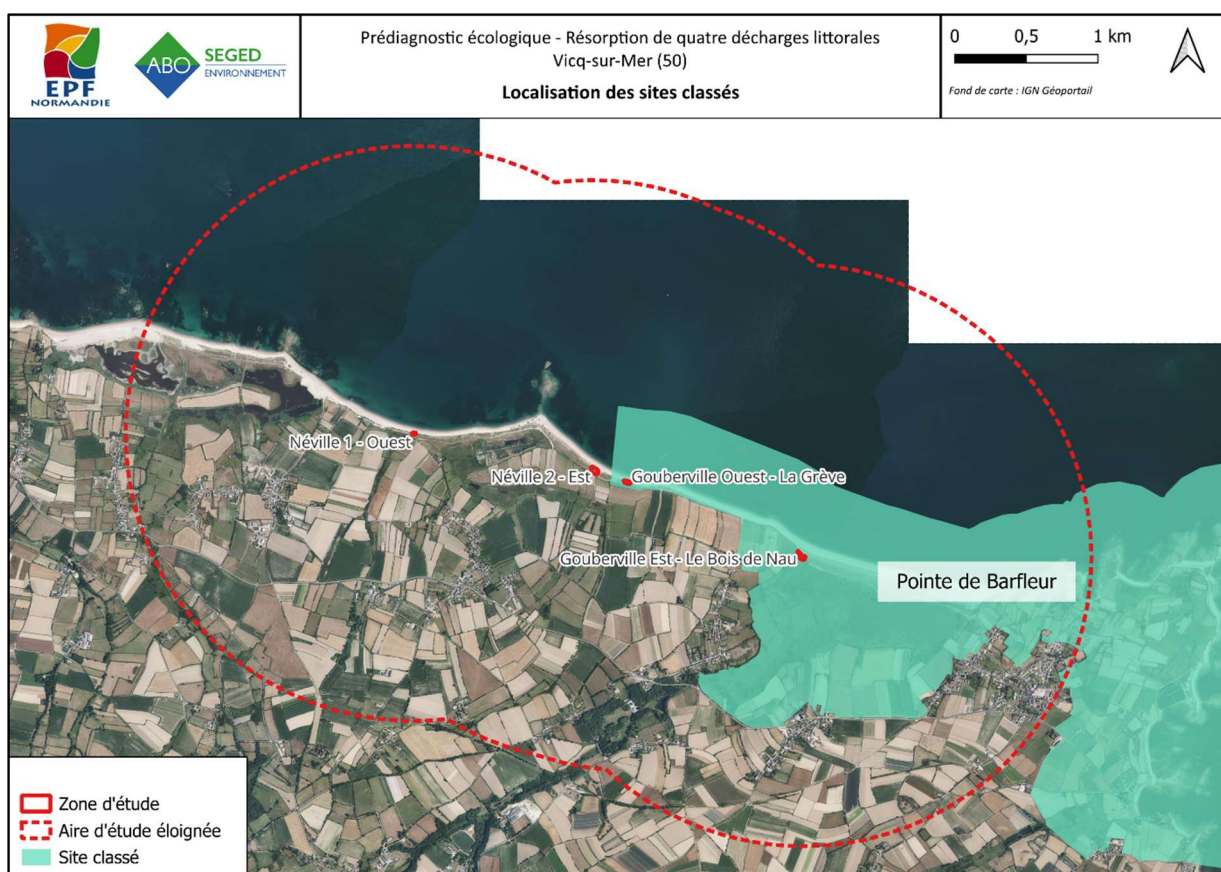 EPF
NORMANDIE
ABO
SEGED
ENVIRONNEMENT
Prédiagnostic écologique - Résorption de quatre décharges littorales
Vicq-sur-Mer (50)
Localisation des sites classés
0 0,5 1 km
Fond de carte : IGN Géoportail
Néville 1 - Ouest
Néville 2 - Est
Gouberville Ouest - La Grève
Gouberville Est - Le Bois de Nau
Pointe de Barfleur
Zone d'étude
Aire d'étude éloignée
Site classé